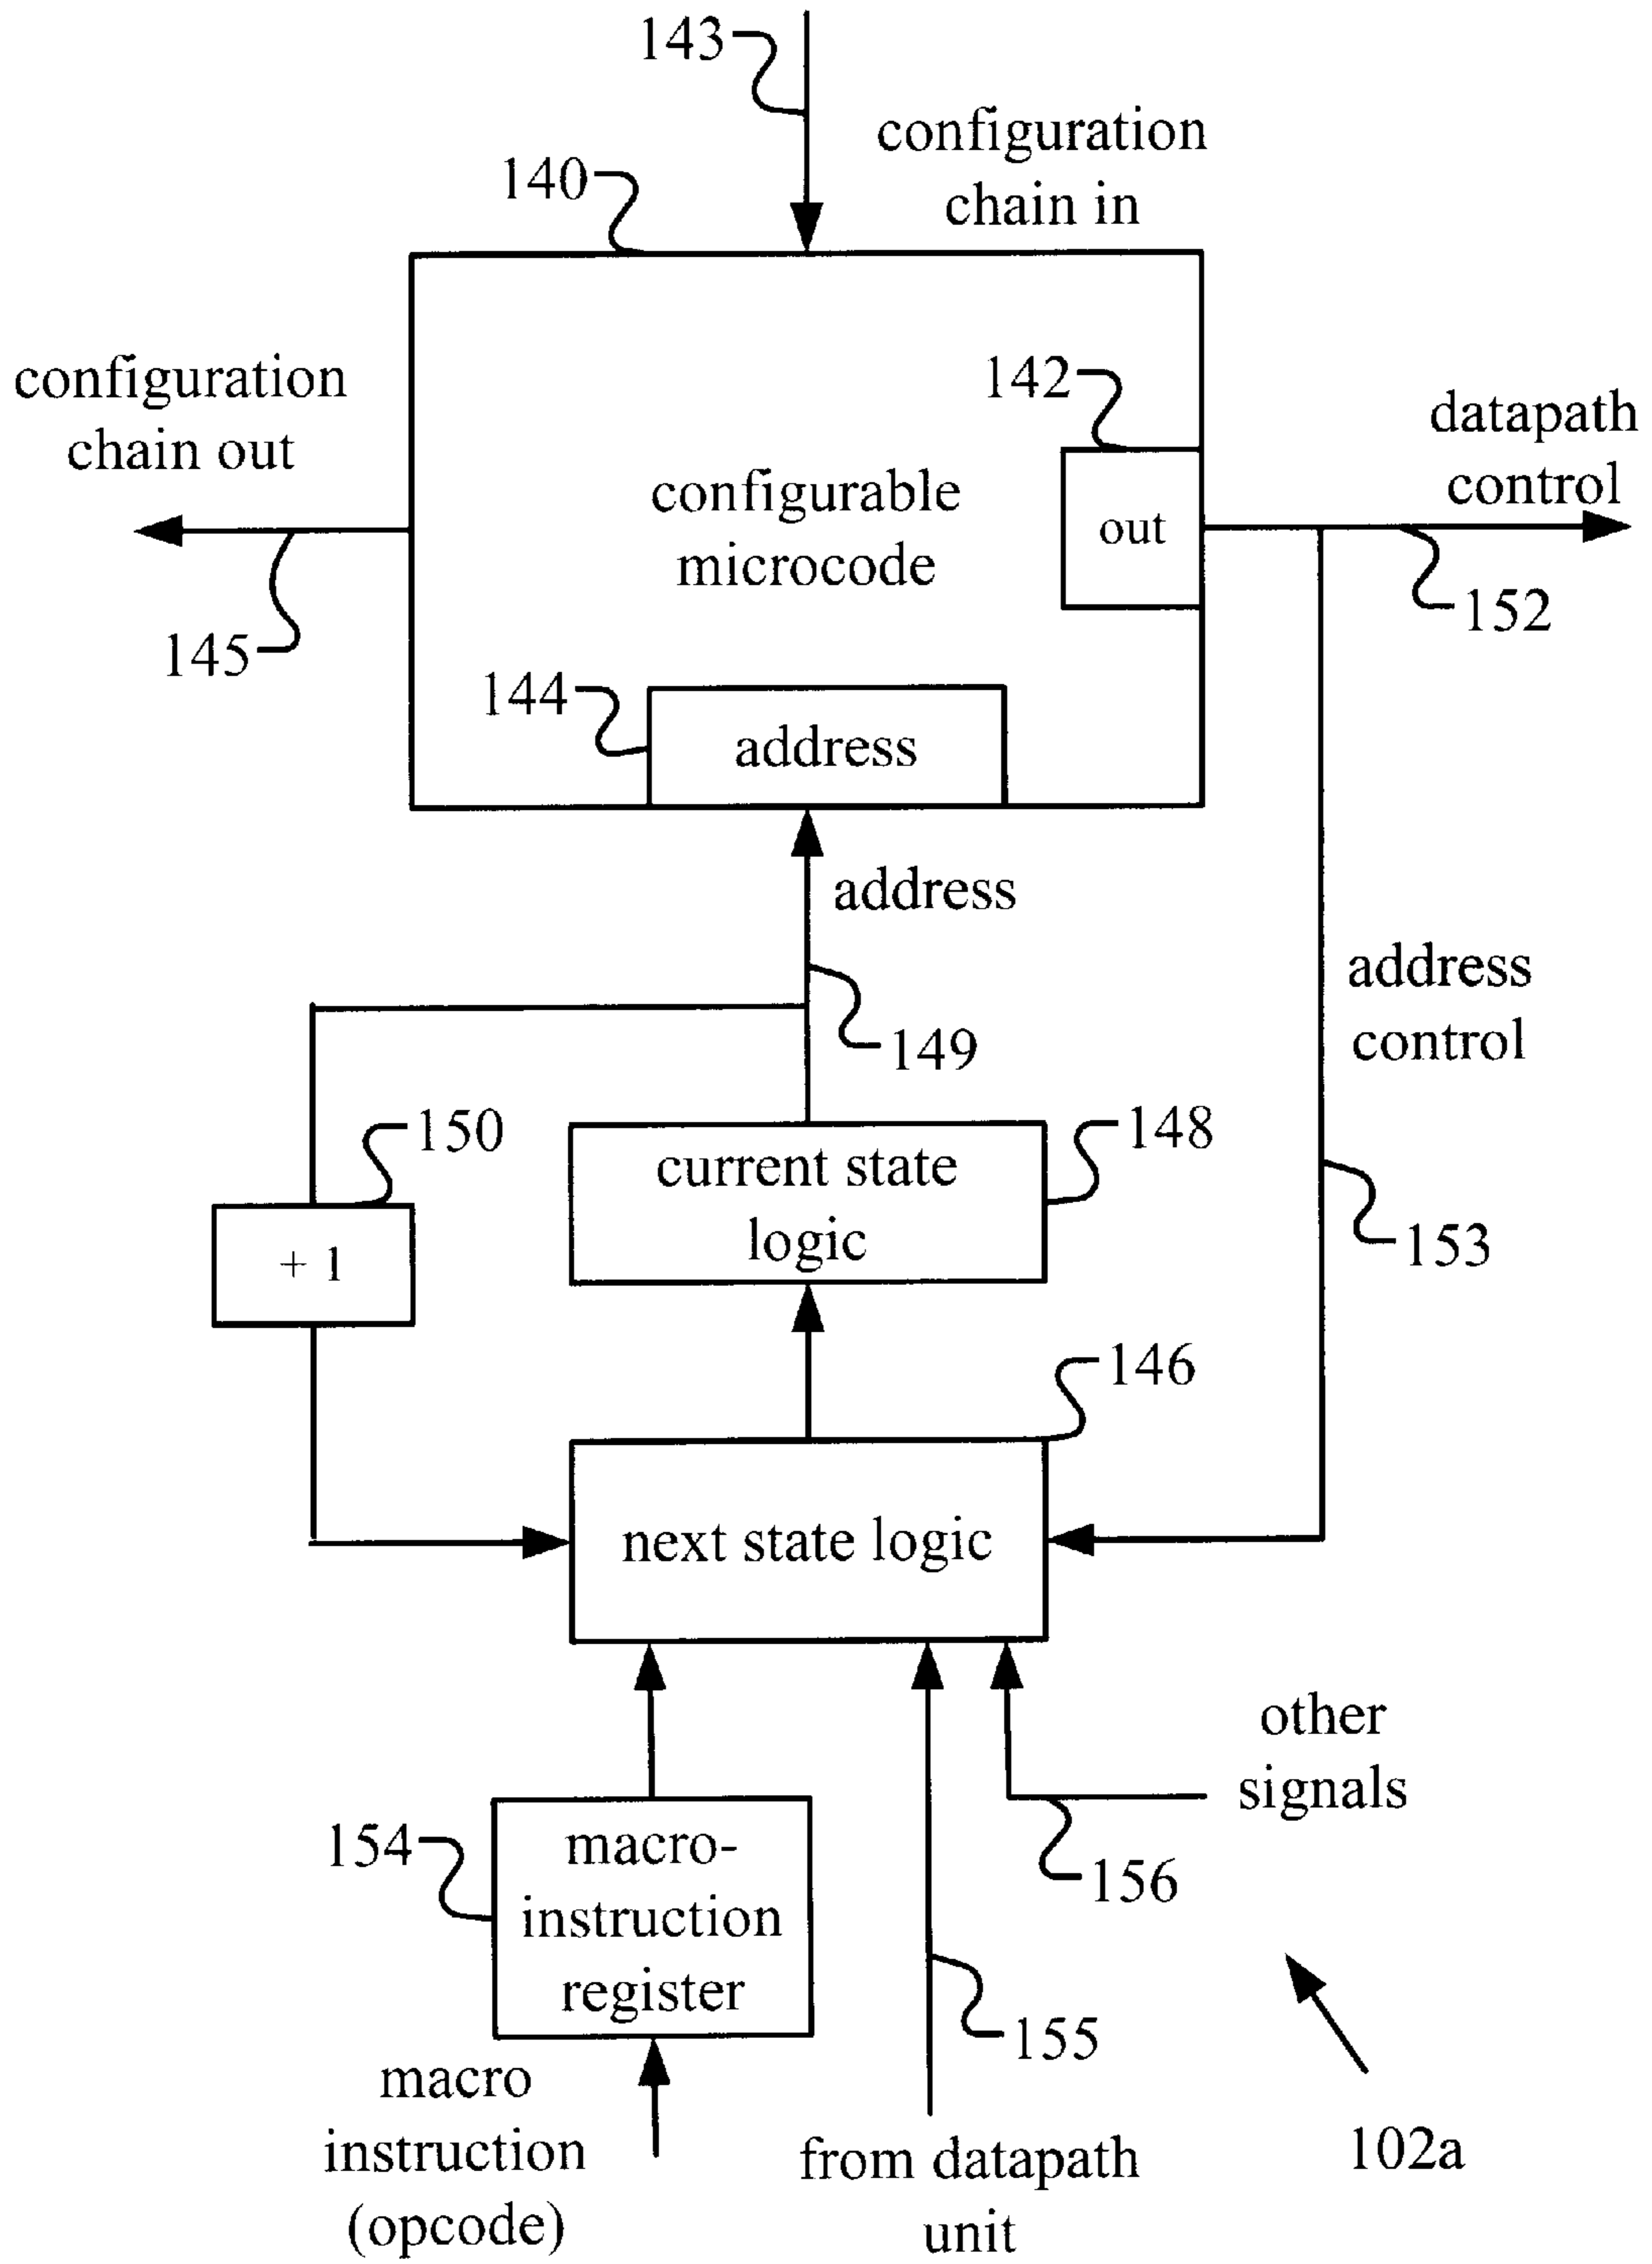 143
configuration
chain in
140
configuration
chain out
142
datapath
control
configurable
microcode
out
152
145
144
address
address
address
control
149
150
148
current state
logic
+ 1
153
146
next state logic
other
signals
154
macro-
instruction
register
156
155
macro
instruction
(opcode)
from datapath
unit
102a